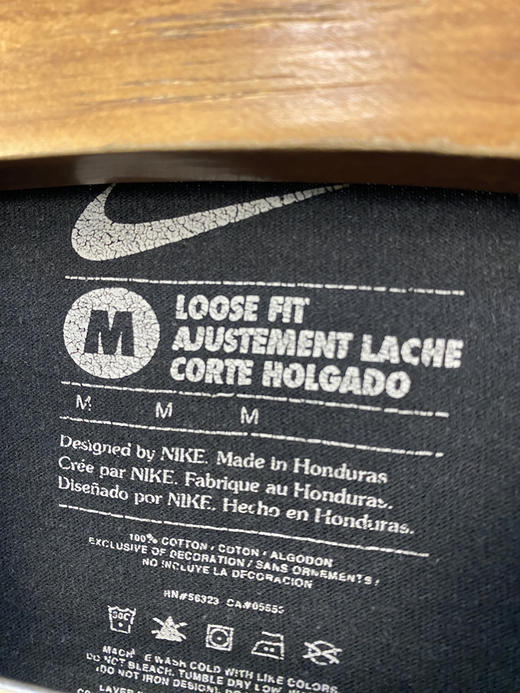 M
LOOSE FIT
AJUSTEMENT LACHE
CORTE HOLGADO
M M M
Designed by NIKE. Made in Honduras
Crée par NIKE. Fabrique au Honduras.
Diseñado por NIKE. Hecho en Honduras.
100% COTTON / COTON / ALGODON
EXCLUSIVE OF DECORATION / SANS ORNEMENTS /
NO INCLUYE LA DECORACION
RN#56323 CA#05553
30C
WASH COLD WITH LIKE COLORS
DO NOT BLEACH. TUMBLE DRY LOW.
DO NOT IRON DESIGN.